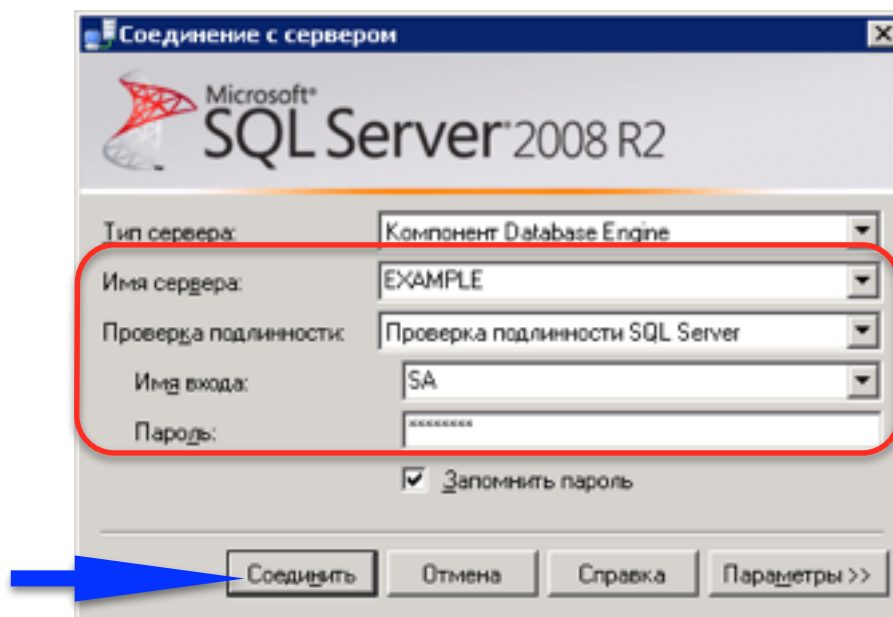 Соединение с сервером
Microsoft®
SQL Server® 2008 R2
Тип сервера: Компонент Database Engine
Имя сервера: EXAMPLE
Проверка подлинности: Проверка подлинности SQL Server
Имя входа: SA
Пароль: ××××××××
Запомнить пароль
Соединить Отмена Справка Параметры >>